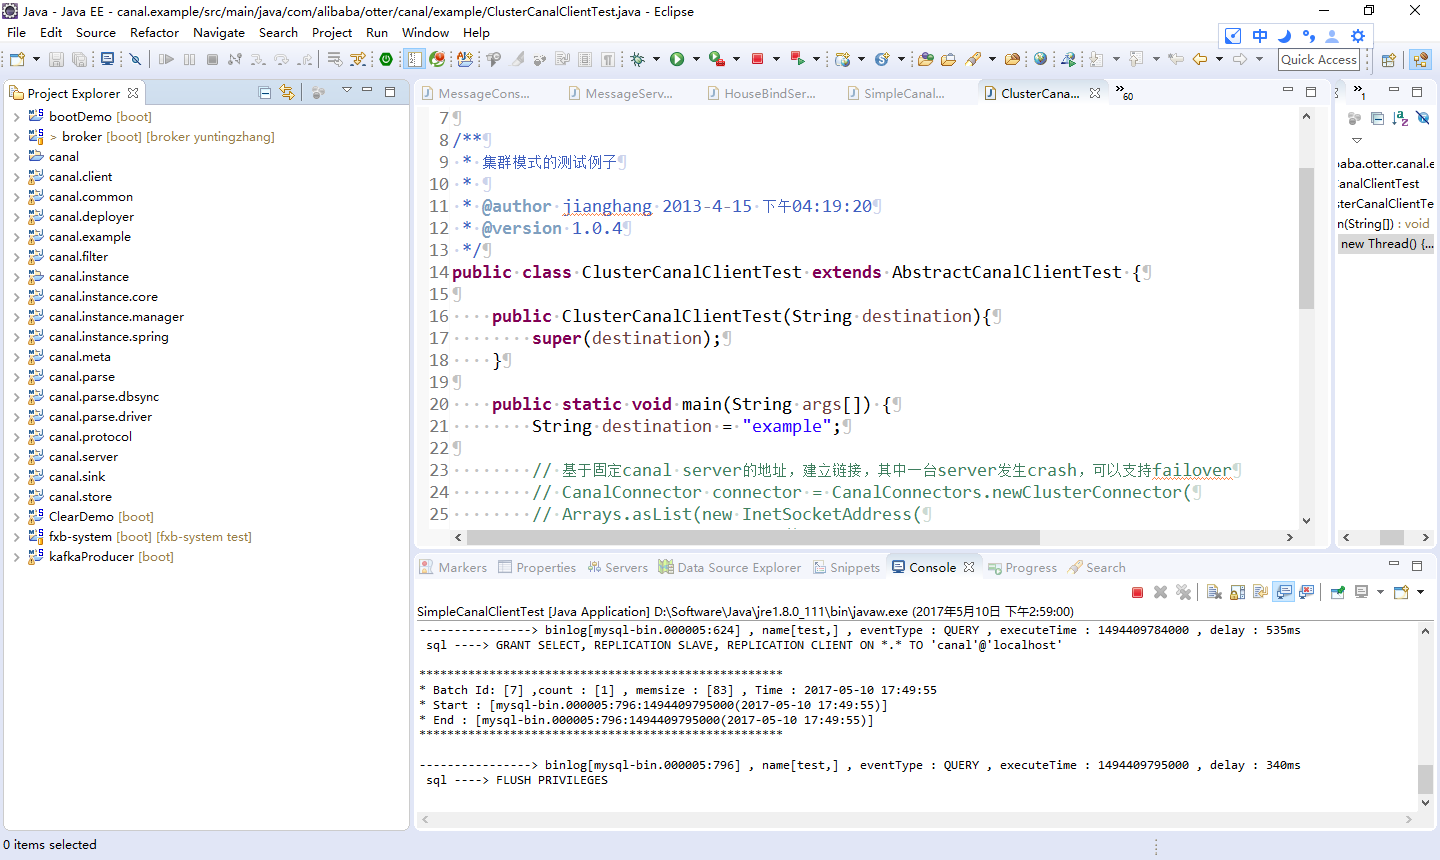 Java - Java EE - canal.example/src/main/java/com/alibaba/otter/canal/example/ClusterCanalClientTest.java - Eclipse
File Edit Source Refactor Navigate Search Project Run Window Help
中
Quick Access
Project Explorer
bootDemo [boot]
> broker [boot] [broker yuntingzhang]
canal
canal.client
canal.common
canal.deployer
canal.example
canal.filter
canal.instance
canal.instance.core
canal.instance.manager
canal.instance.spring
canal.meta
canal.parse
canal.parse.dbsync
canal.parse.driver
canal.protocol
canal.server
canal.sink
canal.store
ClearDemo [boot]
fxb-system [boot] [fxb-system test]
kafkaProducer [boot]
MessageCons... MessageServ... HouseBindSer... SimpleCanal... ClusterCana... »60
7¶
8/**¶
9 * 集群模式的测试例子¶
10 * ¶
11 * @author jianghang 2013-4-15 下午04:19:20¶
12 * @version 1.0.4¶
13 */¶
14public·class·ClusterCanalClientTest·extends·AbstractCanalClientTest·{¶
15¶
16····public·ClusterCanalClientTest(String·destination){¶
17········super(destination);¶
18····}¶
19¶
20····public·static·void·main(String·args[])·{¶
21········String·destination·=·"example";¶
22¶
23········//·基于固定canal·server的地址，建立链接，其中一台server发生crash，可以支持failover¶
24········//·CanalConnector·connector·=·CanalConnectors.newClusterConnector(¶
25········//·Arrays.asList(new·InetSocketAddress(¶
»1
baba.otter.canal.e
CanalClientTest
sterCanalClientTe
n(String[]) : void
new Thread() {...
Markers Properties Servers Data Source Explorer Snippets Console Progress Search
SimpleCanalClientTest [Java Application] D:\Software\Java\jre1.8.0_111\bin\javaw.exe (2017年5月10日 下午2:59:00)
----------------> binlog[mysql-bin.000005:624] , name[test,] , eventType : QUERY , executeTime : 1494409784000 , delay : 535ms
sql ----> GRANT SELECT, REPLICATION SLAVE, REPLICATION CLIENT ON *.* TO 'canal'@'localhost'
****************************************************
* Batch Id: [7] ,count : [1] , memsize : [83] , Time : 2017-05-10 17:49:55
* Start : [mysql-bin.000005:796:1494409795000(2017-05-10 17:49:55)]
* End : [mysql-bin.000005:796:1494409795000(2017-05-10 17:49:55)]
****************************************************
----------------> binlog[mysql-bin.000005:796] , name[test,] , eventType : QUERY , executeTime : 1494409795000 , delay : 340ms
sql ----> FLUSH PRIVILEGES
0 items selected